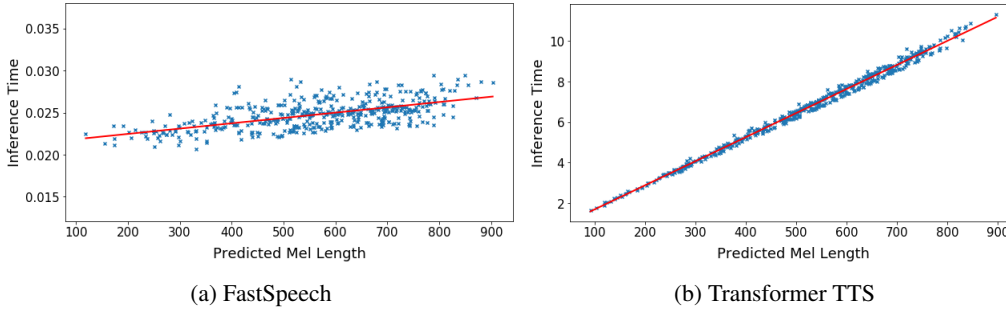 0.035
0.030
0.025
0.020
0.015
Inference Time
100 200 300 400 500 600 700 800 900
Predicted Mel Length
(a) FastSpeech
10
8
6
4
2
Inference Time
100 200 300 400 500 600 700 800 900
Predicted Mel Length
(b) Transformer TTS